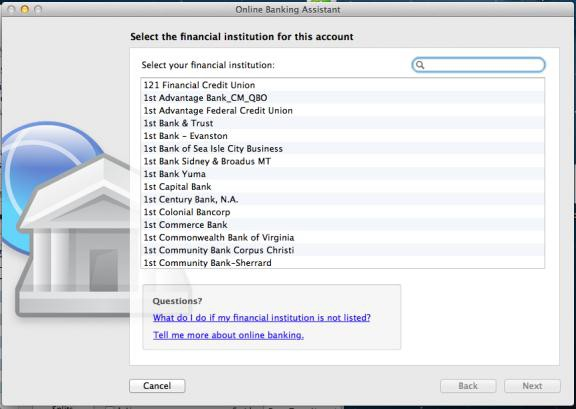 Online Banking Assistant
Select the financial institution for this account
Select your financial institution:
121 Financial Credit Union
1st Advantage Bank_CM_QBO
1st Advantage Federal Credit Union
1st Bank & Trust
1st Bank – Evanston
1st Bank of Sea Isle City Business
1st Bank Sidney & Broadus MT
1st Bank Yuma
1st Capital Bank
1st Century Bank, N.A.
1st Colonial Bancorp
1st Commerce Bank
1st Commonwealth Bank of Virginia
1st Community Bank Corpus Christi
1st Community Bank-Sherrard
Questions?
What do I do if my financial institution is not listed?
Tell me more about online banking.
Cancel
Back
Next